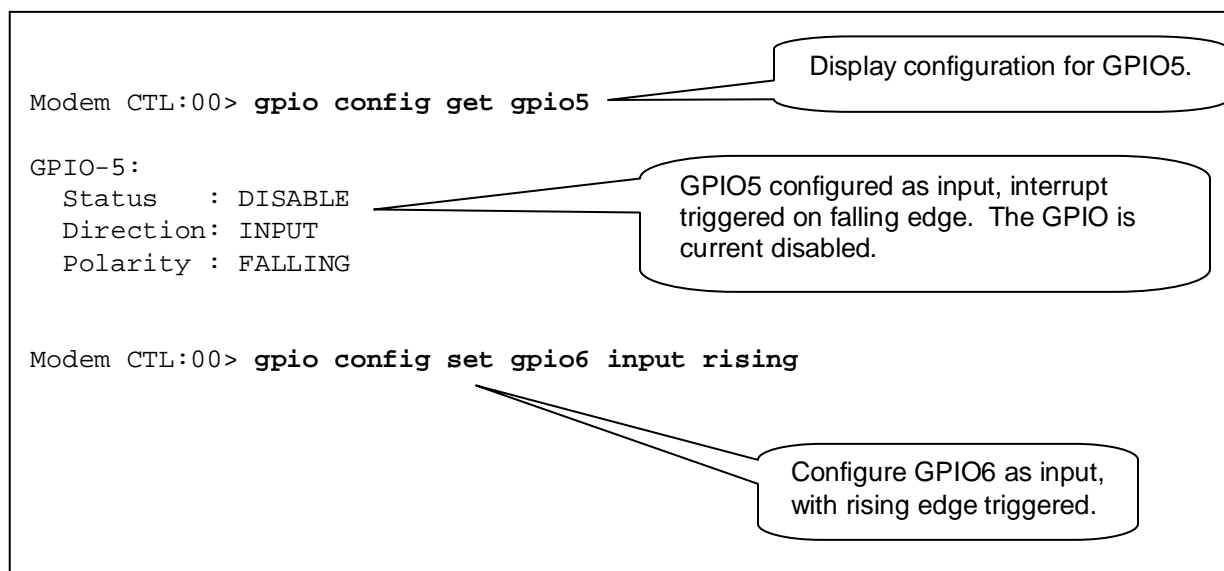 Display configuration for GPIO5.
Modem CTL:00> gpio config get gpio5
GPIO-5:
Status : DISABLE
Direction: INPUT
Polarity : FALLING
GPIO5 configured as input, interrupt
triggered on falling edge. The GPIO is
current disabled.
Modem CTL:00> gpio config set gpio6 input rising
Configure GPIO6 as input,
with rising edge triggered.